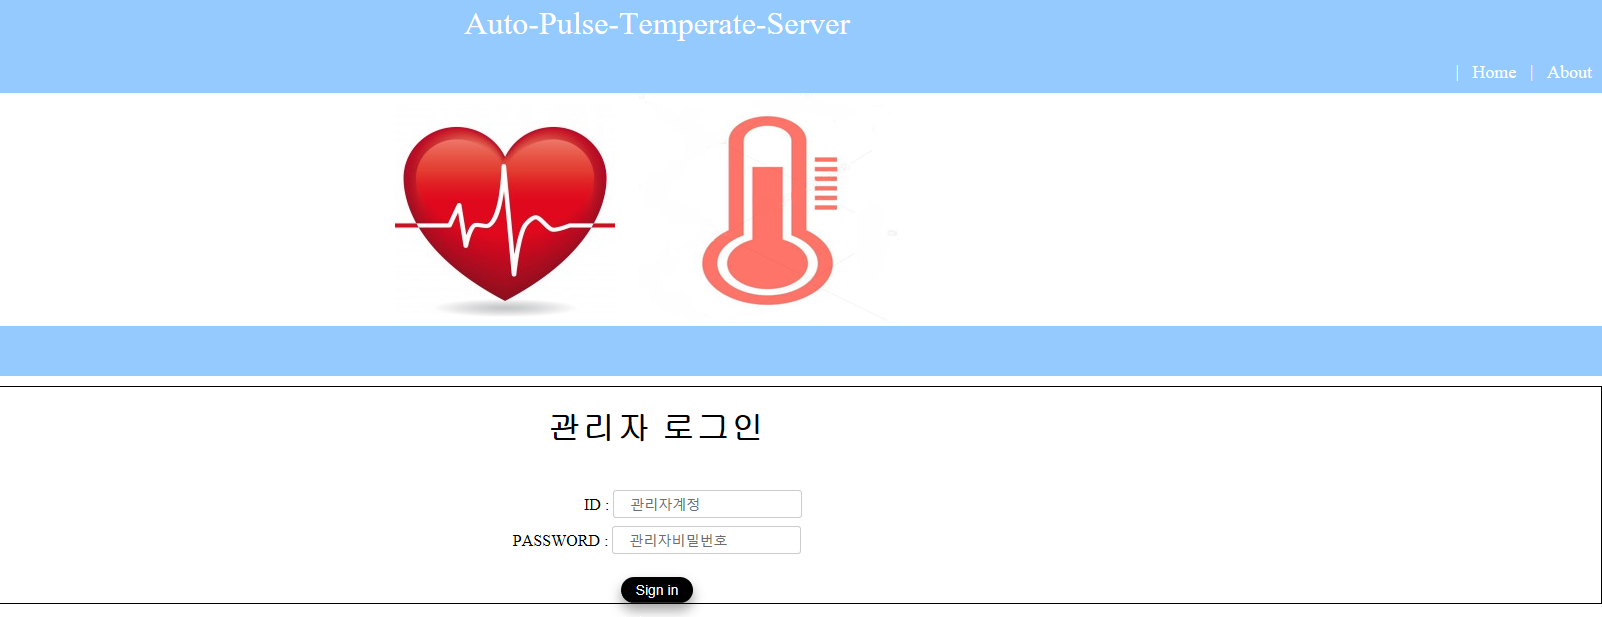 Auto-Pulse-Temperate-Server
| Home | About
관리자 로그인
ID : 관리자계정
PASSWORD : 관리자비밀번호
Sign in